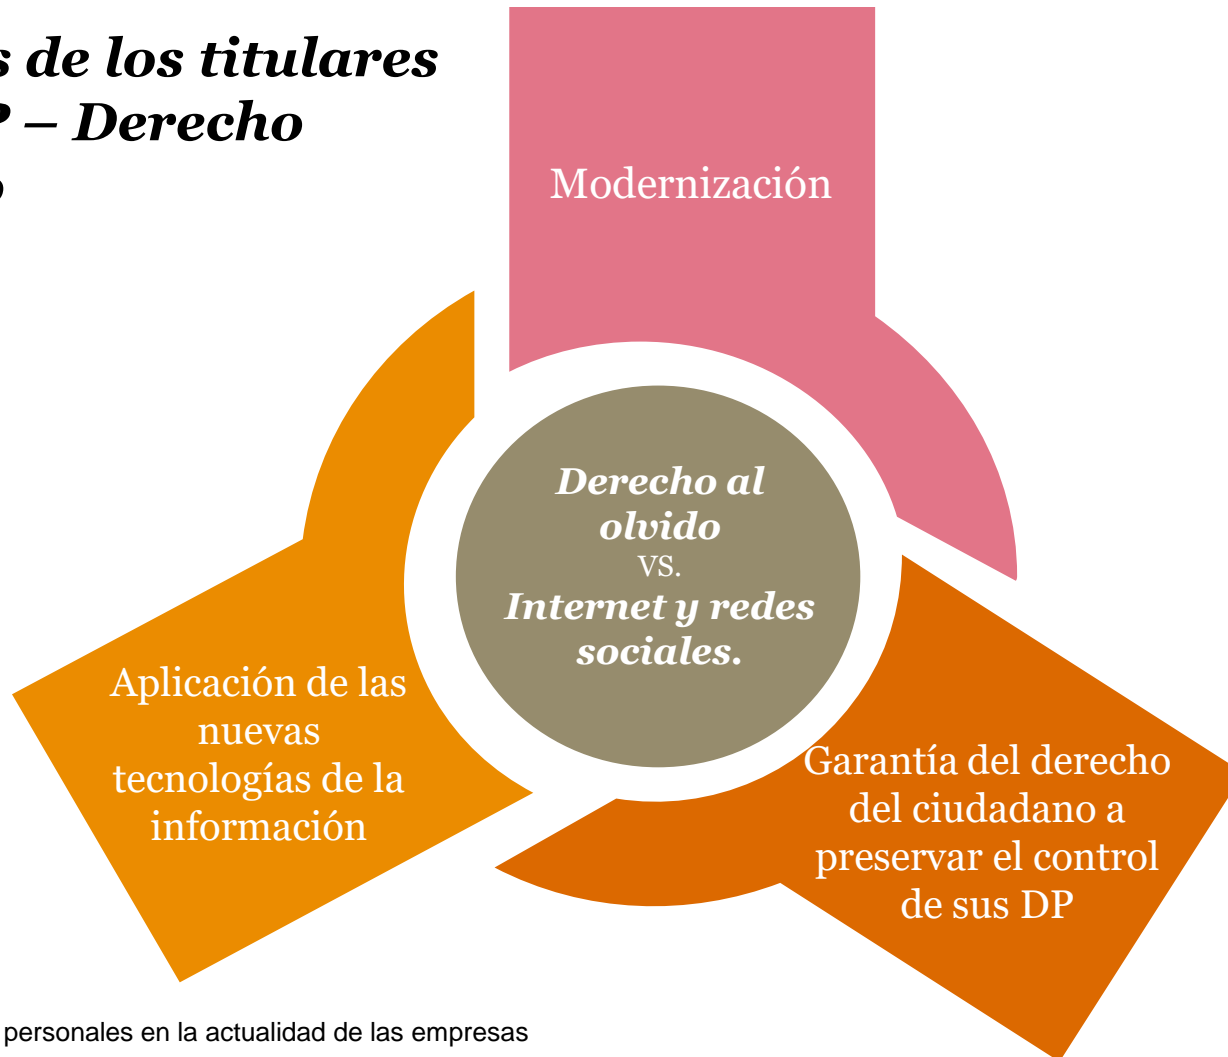 s de los titulares
P – Derecho
o
Modernización
Derecho al
olvido
vs.
Internet y redes
sociales.
Aplicación de las
nuevas
tecnologías de la
información
Garantía del derecho
del ciudadano a
preservar el control
de sus DP
personales en la actualidad de las empresas